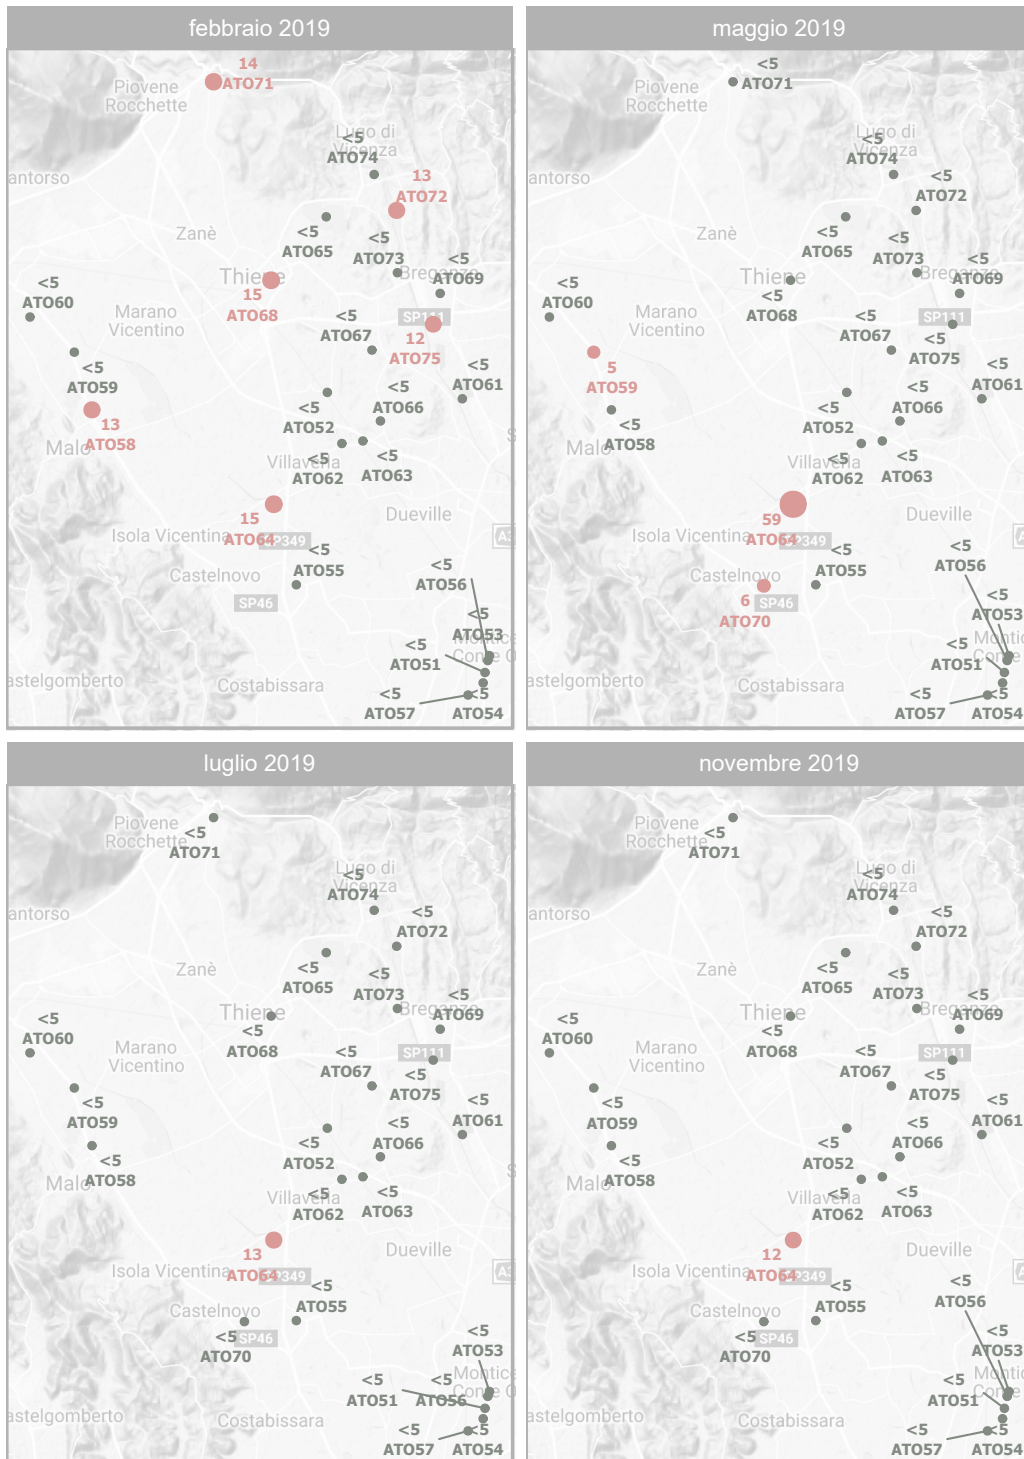 febbraio 2019
14
ATO71
Piovene
Rocchette
Lugo di
Vicenza
<5
ATO74
antorso
13
ATO72
Zanè
<5
ATO65
<5
ATO73
<5
ATO69
Breganze
Thiene
15
ATO68
<5
ATO60
Marano
Vicentino
<5
ATO67
SP111
12
ATO75
<5
ATO59
<5
ATO61
<5
ATO66
<5
ATO52
13
ATO58
Malo
Villaverla
<5
ATO62
<5
ATO63
15
ATO64
Dueville
Isola Vicentina
SP349
<5
ATO55
<5
ATO56
Castelnovo
SP46
<5
ATO53
<5
ATO51
astelgomberto
Costabissara
<5
ATO57
<5
ATO54
maggio 2019
<5
ATO71
Piovene
Rocchette
Lugo di
Vicenza
<5
ATO74
antorso
<5
ATO72
Zanè
<5
ATO65
<5
ATO73
<5
ATO69
Breganze
Thiene
<5
ATO68
<5
ATO60
Marano
Vicentino
<5
ATO67
SP111
<5
ATO75
5
ATO59
<5
ATO61
<5
ATO66
<5
ATO52
<5
ATO58
Malo
Villaverla
<5
ATO62
<5
ATO63
59
ATO64
Dueville
Isola Vicentina
SP349
<5
ATO55
<5
ATO56
Castelnovo
SP46
6
ATO70
<5
ATO53
<5
ATO51
astelgomberto
Costabissara
<5
ATO57
<5
ATO54
luglio 2019
Piovene
Rocchette
<5
ATO71
Lugo di
Vicenza
<5
ATO74
antorso
<5
ATO72
Zanè
<5
ATO65
<5
ATO73
<5
ATO69
Breganze
Thiene
<5
ATO68
<5
ATO60
Marano
Vicentino
<5
ATO67
SP111
<5
ATO75
<5
ATO59
<5
ATO61
<5
ATO66
<5
ATO52
<5
ATO58
Malo
Villaverla
<5
ATO62
<5
ATO63
13
ATO64
Dueville
Isola Vicentina
SP349
<5
ATO55
Castelnovo
SP46
<5
ATO70
<5
ATO53
<5
ATO51
<5
ATO56
astelgomberto
Costabissara
<5
ATO57
<5
ATO54
novembre 2019
Piovene
Rocchette
<5
ATO71
Lugo di
Vicenza
<5
ATO74
antorso
<5
ATO72
Zanè
<5
ATO65
<5
ATO73
<5
ATO69
Breganze
Thiene
<5
ATO68
<5
ATO60
Marano
Vicentino
<5
ATO67
SP111
<5
ATO75
<5
ATO59
<5
ATO61
<5
ATO66
<5
ATO52
<5
ATO58
Malo
Villaverla
<5
ATO62
<5
ATO63
12
ATO64
Dueville
Isola Vicentina
SP349
<5
ATO55
<5
ATO56
Castelnovo
SP46
<5
ATO70
<5
ATO53
<5
ATO51
astelgomberto
Costabissara
<5
ATO57
<5
ATO54